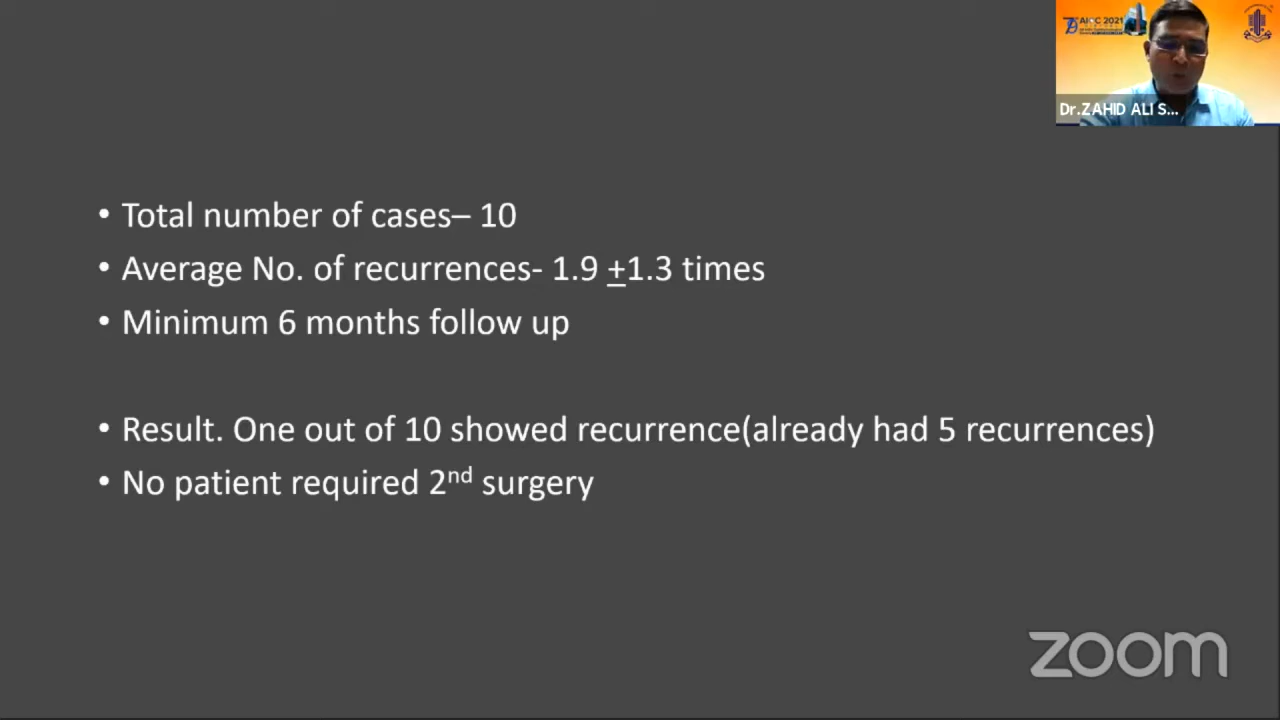 AIOC 2021
Dr.ZAHID ALI S...
• Total number of cases– 10
• Average No. of recurrences- 1.9 +1.3 times
• Minimum 6 months follow up
• Result. One out of 10 showed recurrence(already had 5 recurrences)
• No patient required 2nd surgery
zoom